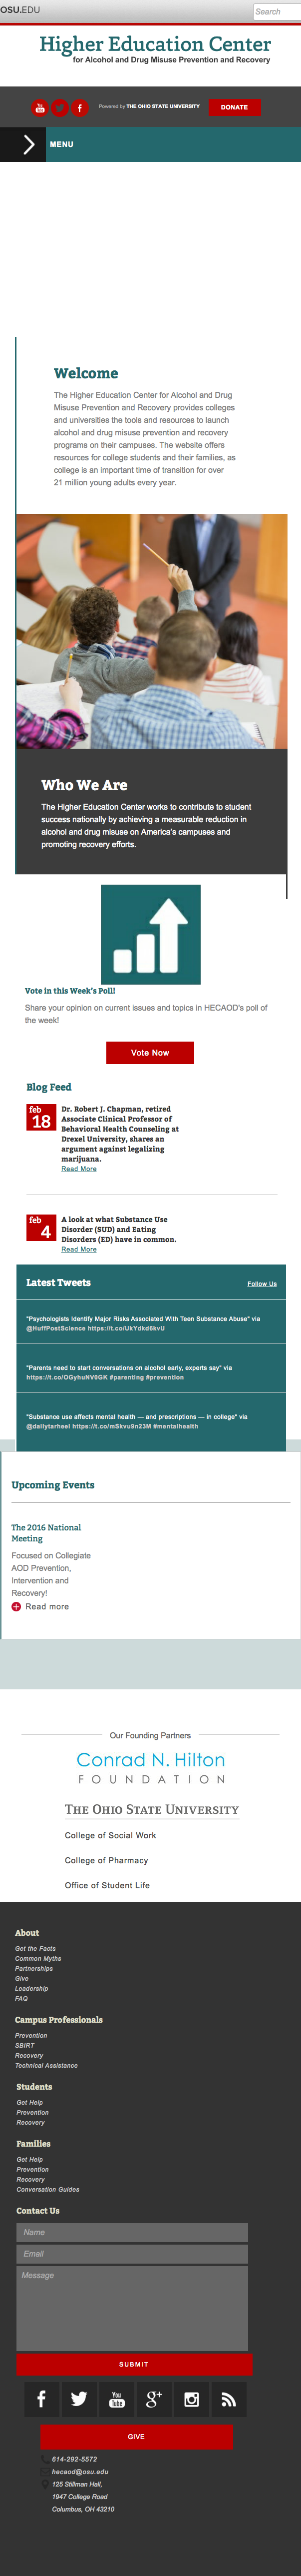 OSU.EDU
Search
Higher Education Center
for Alcohol and Drug Misuse Prevention and Recovery
Powered by THE OHIO STATE UNIVERSITY
DONATE
MENU
Welcome
The Higher Education Center for Alcohol and Drug
Misuse Prevention and Recovery provides colleges
and universities the tools and resources to launch
alcohol and drug misuse prevention and recovery
programs on their campuses. The website offers
resources for college students and their families, as
college is an important time of transition for over
21 million young adults every year.
Who We Are
The Higher Education Center works to contribute to student
success nationally by achieving a measurable reduction in
alcohol and drug misuse on America's campuses and
promoting recovery efforts.
Vote in this Week's Poll!
Share your opinion on current issues and topics in HECAOD's poll of
the week!
Vote Now
Blog Feed
feb
18
Dr. Robert J. Chapman, retired
Associate Clinical Professor of
Behavioral Health Counseling at
Drexel University, shares an
argument against legalizing
marijuana.
Read More
feb
4
A look at what Substance Use
Disorder (SUD) and Eating
Disorders (ED) have in common.
Read More
Latest Tweets
Follow Us
"Psychologists Identify Major Risks Associated With Teen Substance Abuse" via
@HuffPostScience https://t.co/UkYdkd6kvU
"Parents need to start conversations on alcohol early, experts say" via
https://t.co/OGyhuNV0GK #parenting #prevention
"Substance use affects mental health — and prescriptions — in college" via
@dailytarheel https://t.co/mSkvu9n23M #mentalhealth
Upcoming Events
The 2016 National
Meeting
Focused on Collegiate
AOD Prevention,
Intervention and
Recovery!
Read more
Our Founding Partners
Conrad N. Hilton
FOUNDATION
THE OHIO STATE UNIVERSITY
College of Social Work
College of Pharmacy
Office of Student Life
About
Get the Facts
Common Myths
Partnerships
Give
Leadership
FAQ
Campus Professionals
Prevention
SBIRT
Recovery
Technical Assistance
Students
Get Help
Prevention
Recovery
Families
Get Help
Prevention
Recovery
Conversation Guides
Contact Us
Name
Email
Message
SUBMIT
You
Tube
g+
GIVE
614-292-5572
hecaod@osu.edu
125 Stillman Hall,
1947 College Road
Columbus, OH 43210